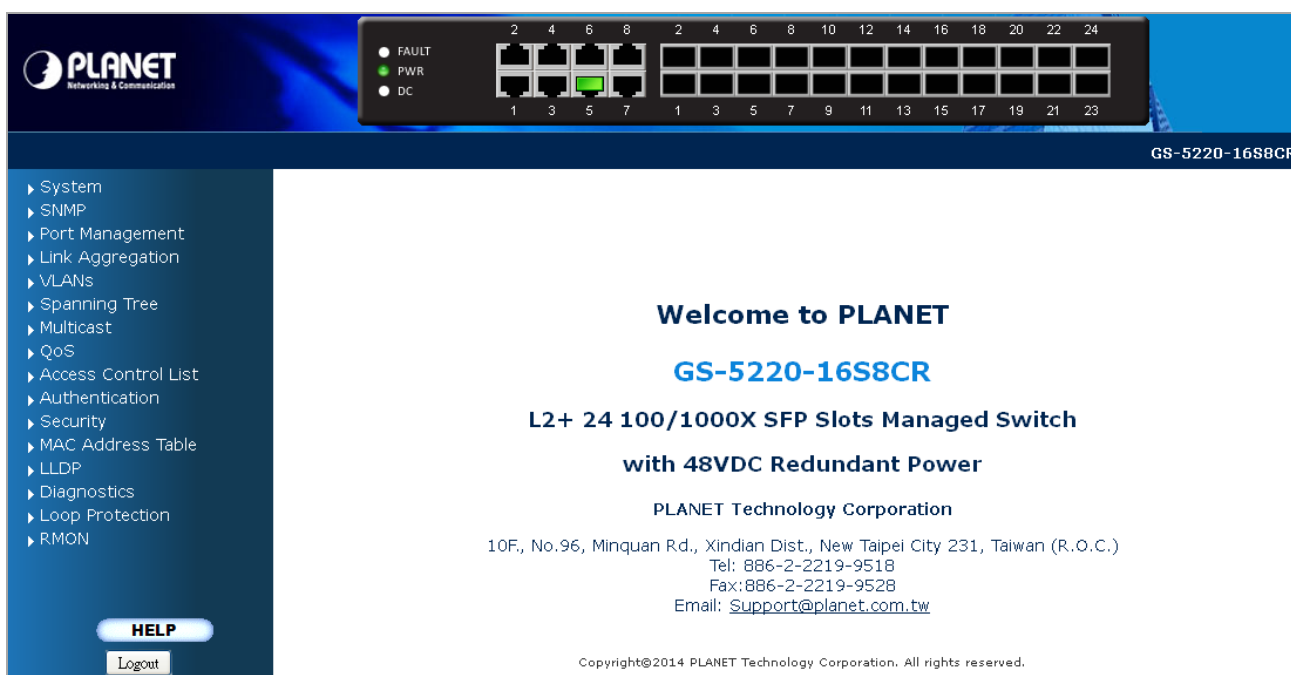 PLANET
Networking & Communication
FAULT
PWR
DC
2 4 6 8 2 4 6 8 10 12 14 16 18 20 22 24
1 3 5 7 1 3 5 7 9 11 13 15 17 19 21 23
GS-5220-16S8CR
System
SNMP
Port Management
Link Aggregation
VLANs
Spanning Tree
Multicast
QoS
Access Control List
Authentication
Security
MAC Address Table
LLDP
Diagnostics
Loop Protection
RMON
HELP
Logout
Welcome to PLANET
GS-5220-16S8CR
L2+ 24 100/1000X SFP Slots Managed Switch
with 48VDC Redundant Power
PLANET Technology Corporation
10F., No.96, Minquan Rd., Xindian Dist., New Taipei City 231, Taiwan (R.O.C.)
Tel: 886-2-2219-9518
Fax:886-2-2219-9528
Email: Support@planet.com.tw
Copyright©2014 PLANET Technology Corporation. All rights reserved.